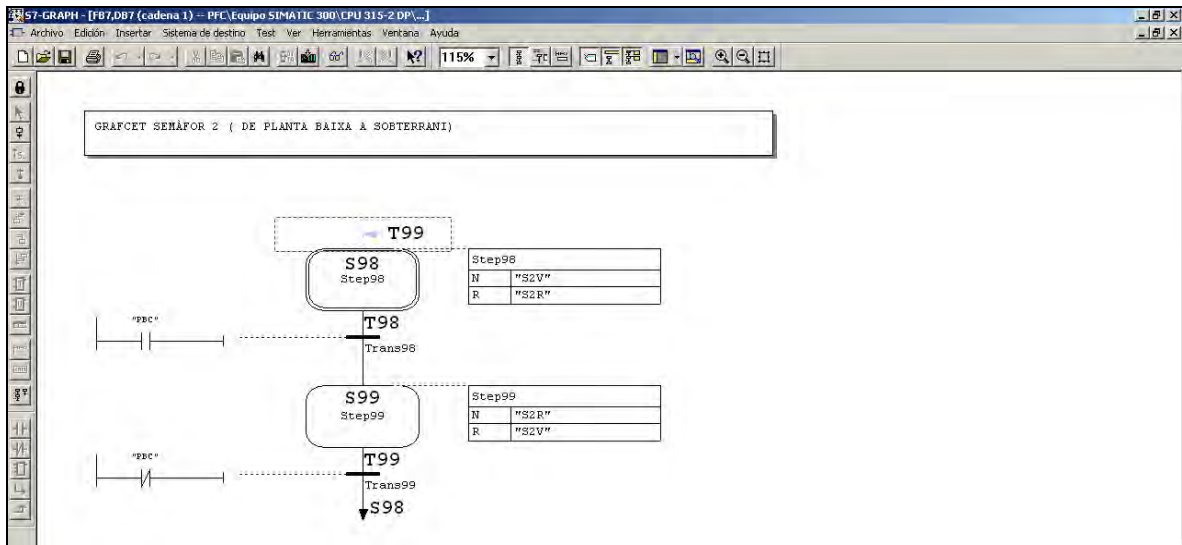 S7-GRAPH - [FB7,DB7 (cadena 1) -- PFC\Equipo SIMATIC 300\CPU 315-2 DP\...]
Archivo Edición Insertar Sistema de destino Test Ver Herramientas Ventana Ayuda
115%
GRAFCET SEMÀFOR 2 ( DE PLANTA BAIXA A SOBTERRANI)
T99
S98
Step98
Step98
N "S2V"
R "S2R"
"PBC"
T98
Trans98
S99
Step99
Step99
N "S2R"
R "S2V"
"PBC"
T99
Trans99
S98